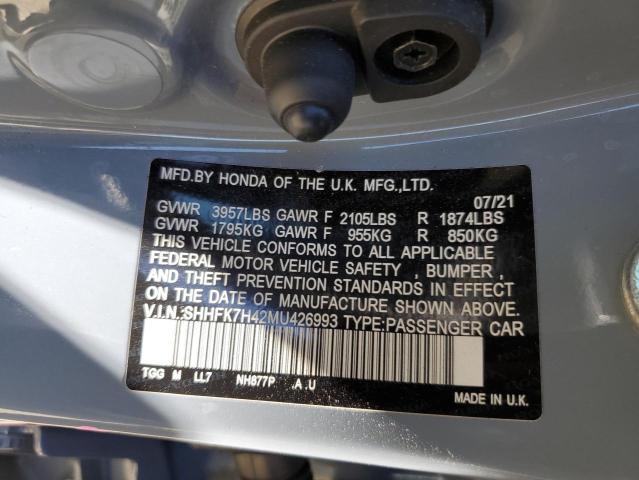 MFD.BY HONDA OF THE U.K. MFG.,LTD.
07/21
GVWR 3957LBS GAWR F 2105LBS R 1874LBS
GVWR 1795KG GAWR F 955KG R 850KG
THIS VEHICLE CONFORMS TO ALL APPLICABLE
FEDERAL MOTOR VEHICLE SAFETY , BUMPER ,
AND THEFT PREVENTION STANDARDS IN EFFECT
ON THE DATE OF MANUFACTURE SHOWN ABOVE.
V.I.N.:SHHFK7H42MU426993 TYPE:PASSENGER CAR
TGG M LL7 NH877P .A .U
MADE IN U.K.